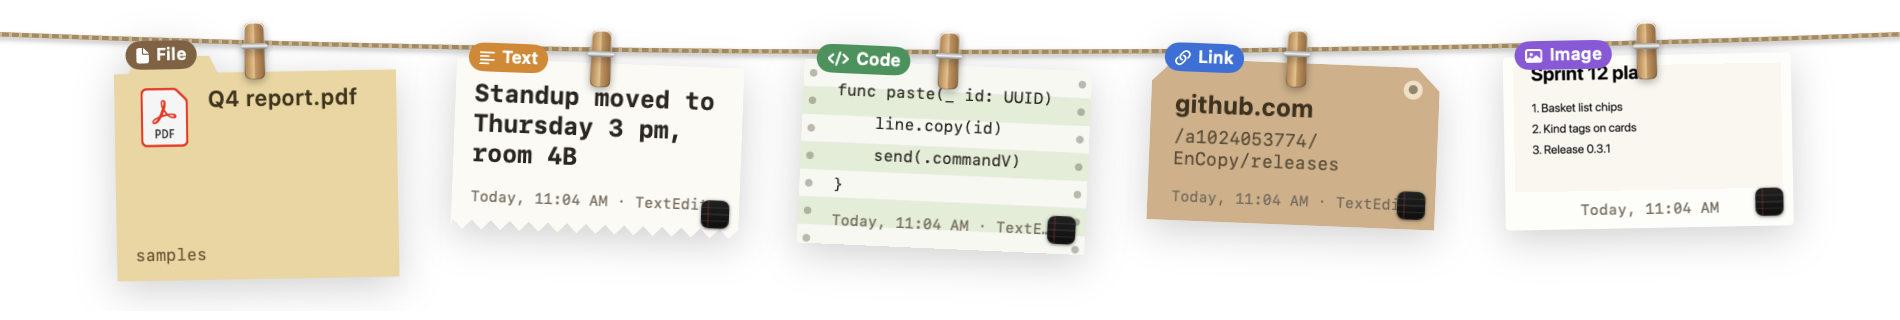 File
PDF
Q4 report.pdf
samples
Text
Standup moved to
Thursday 3 pm,
room 4B
Today, 11:04 AM · TextEdit
Code
func paste(_ id: UUID)
line.copy(id)
send(.commandV)
}
Today, 11:04 AM · TextE…
Link
github.com
/a1024053774/
EnCopy/releases
Today, 11:04 AM · TextEdi
Image
Sprint 12 pla
1. Basket list chips
2. Kind tags on cards
3. Release 0.3.1
Today, 11:04 AM